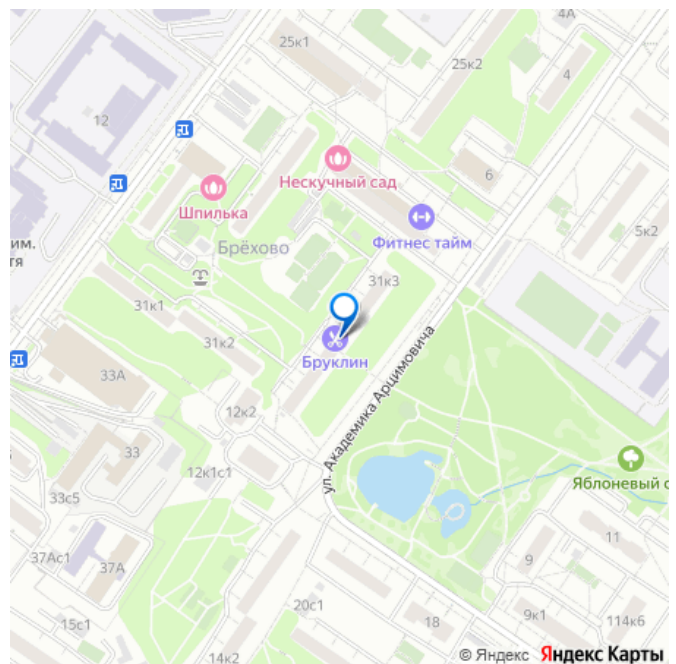 4А
25к1
25к2
4
12
Нескучный сад
6
Шпилька
5к2
им.
тя
Брёхово
Фитнес тайм
31к3
31к1
31к2
Бруклин
33А
ул. Академика Арцимовича
12к2
33
12к1с1
Яблоневый с
33с5
37Ас1
37А
9
11
20с1
15с1
18
9к1
114к6
14к2
© Яндекс Яндекс Карты